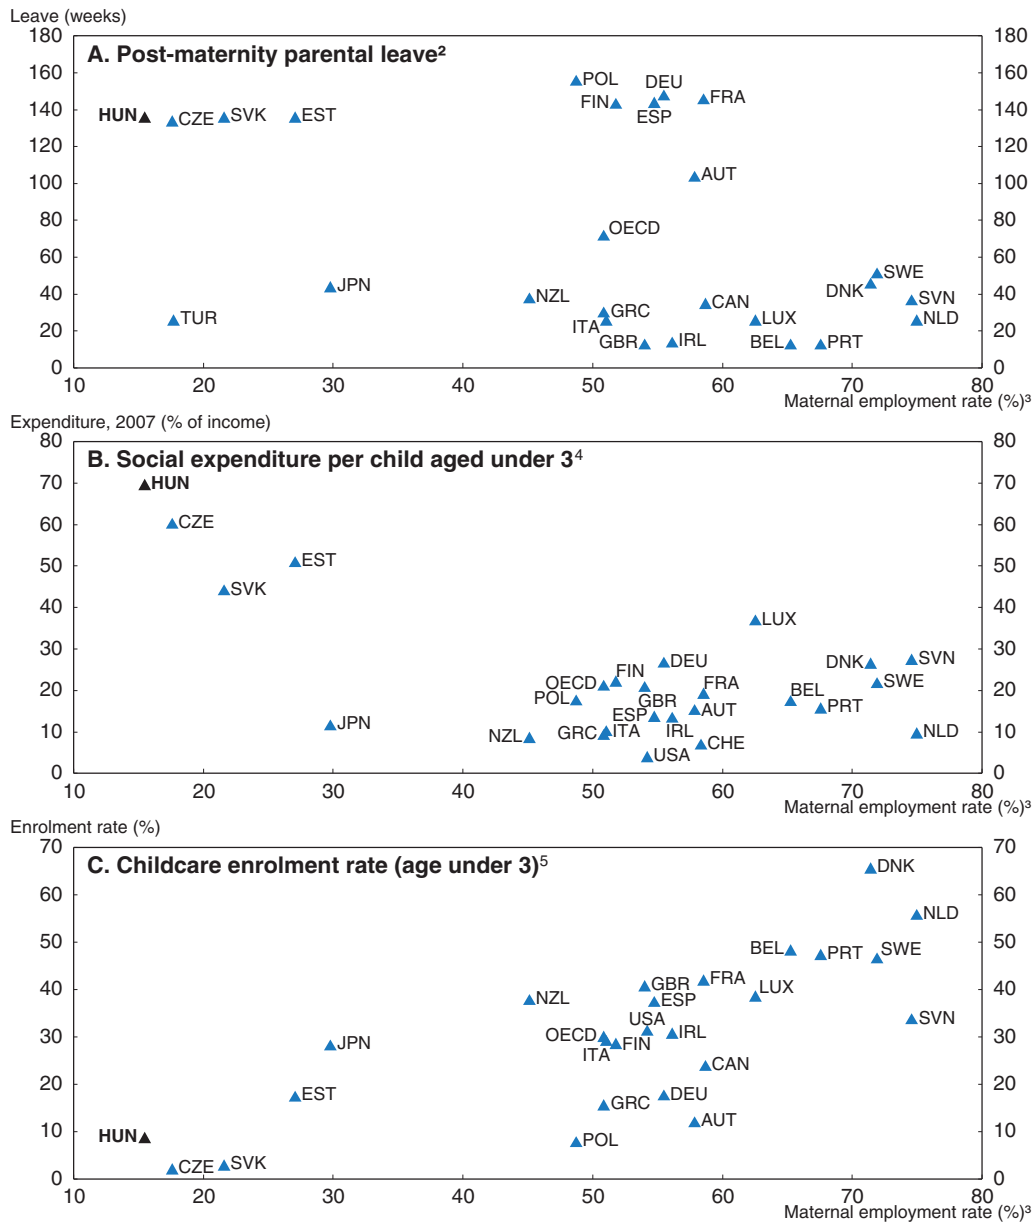 Leave (weeks)
180 180
A. Post-maternity parental leave²
160 POL DEU 160
FIN FRA
140 ESP 140
HUN CZE SVK EST
120 120
AUT
100 100
80 80
OECD
60 60
SWE
JPN NZL DNK
40 CAN SVN 40
TUR GRC LUX NLD
20 ITA 20
GBR IRL BEL PRT
0 0
10 20 30 40 50 60 70 80
Maternal employment rate (%)³
Expenditure, 2007 (% of income)
80 80
B. Social expenditure per child aged under 3⁴
70 HUN 70
60 CZE 60
50 EST 50
SVK
40 40
LUX
30 30
DEU DNK SVN
FIN
OECD FRA SWE
20 POL GBR BEL 20
ESP AUT PRT
10 JPN NZL GRC ITA IRL CHE NLD 10
USA
0 0
10 20 30 40 50 60 70 80
Maternal employment rate (%)³
Enrolment rate (%)
70 70
C. Childcare enrolment rate (age under 3)⁵ DNK
60 60
NLD
50 50
BEL PRT SWE
40 GBR FRA 40
NZL ESP LUX
USA SVN
30 OECD IRL 30
JPN ITA FIN
CAN
20 20
EST DEU
GRC
10 HUN AUT 10
POL
CZE SVK
0 0
10 20 30 40 50 60 70 80
Maternal employment rate (%)³